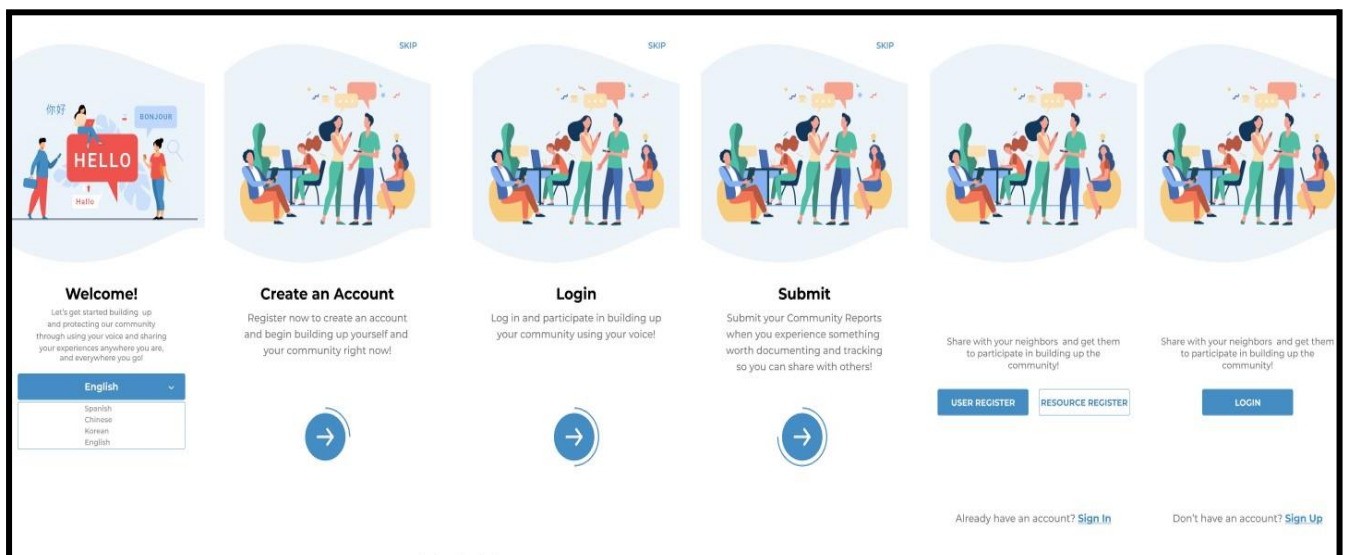 你好
BONJOUR
HELLO
Hallo
Welcome!
Let's get started building up
and protecting our community
through using your voice and sharing
your experiences anywhere you are,
and everywhere you go!
English
Spanish
Chinese
Korean
English
SKIP
Create an Account
Register now to create an account
and begin building up yourself and
your community right now!
SKIP
Login
Log in and participate in building up
your community using your voice!
SKIP
Submit
Submit your Community Reports
when you experience something
worth documenting and tracking
so you can share with others!
Share with your neighbors and get them
to participate in building up the
community!
USER REGISTER
RESOURCE REGISTER
Already have an account? Sign In
Share with your neighbors and get them
to participate in building up the
community!
LOGIN
Don't have an account? Sign Up